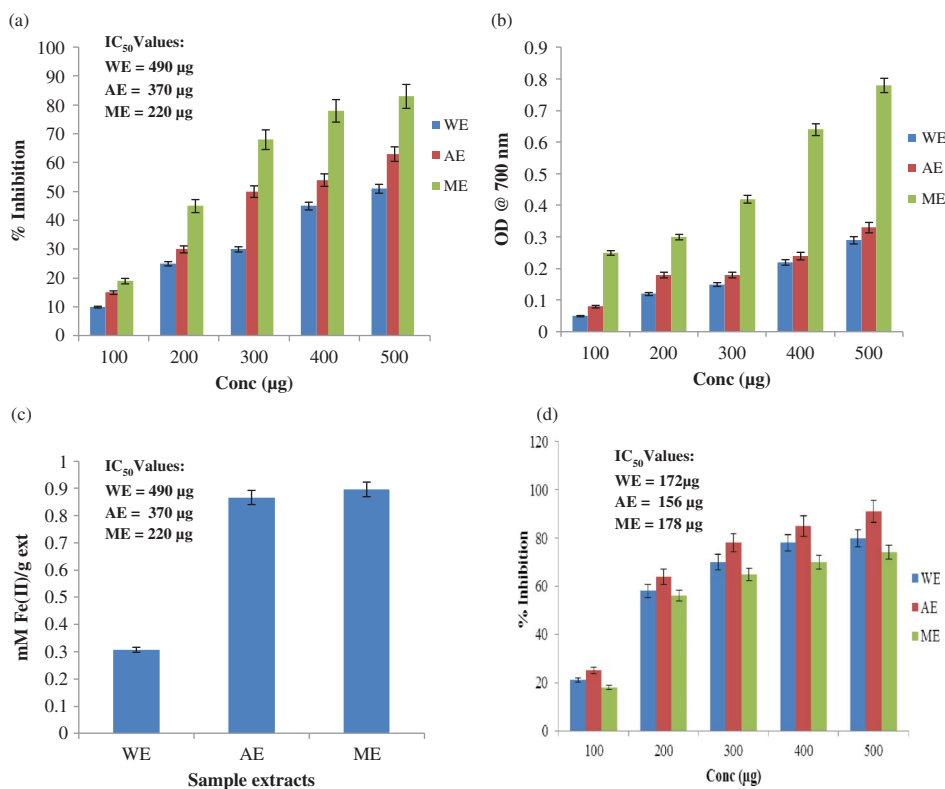 (a)
IC50 Values:
WE = 490 µg
AE = 370 µg
ME = 220 µg
% Inhibition
100
90
80
70
60
50
40
30
20
10
0
100 200 300 400 500
Conc (µg)
WE
AE
ME
(b)
OD @ 700 nm
0.9
0.8
0.7
0.6
0.5
0.4
0.3
0.2
0.1
0
100 200 300 400 500
Conc (µg)
WE
AE
ME
(c)
IC50 Values:
WE = 490 µg
AE = 370 µg
ME = 220 µg
mM Fe(II)/g ext
1
0.9
0.8
0.7
0.6
0.5
0.4
0.3
0.2
0.1
0
WE AE ME
Sample extracts
(d)
IC50 Values:
WE = 172µg
AE = 156 µg
ME = 178 µg
% Inhibition
120
100
80
60
40
20
0
100 200 300 400 500
Conc (µg)
WE
AE
ME